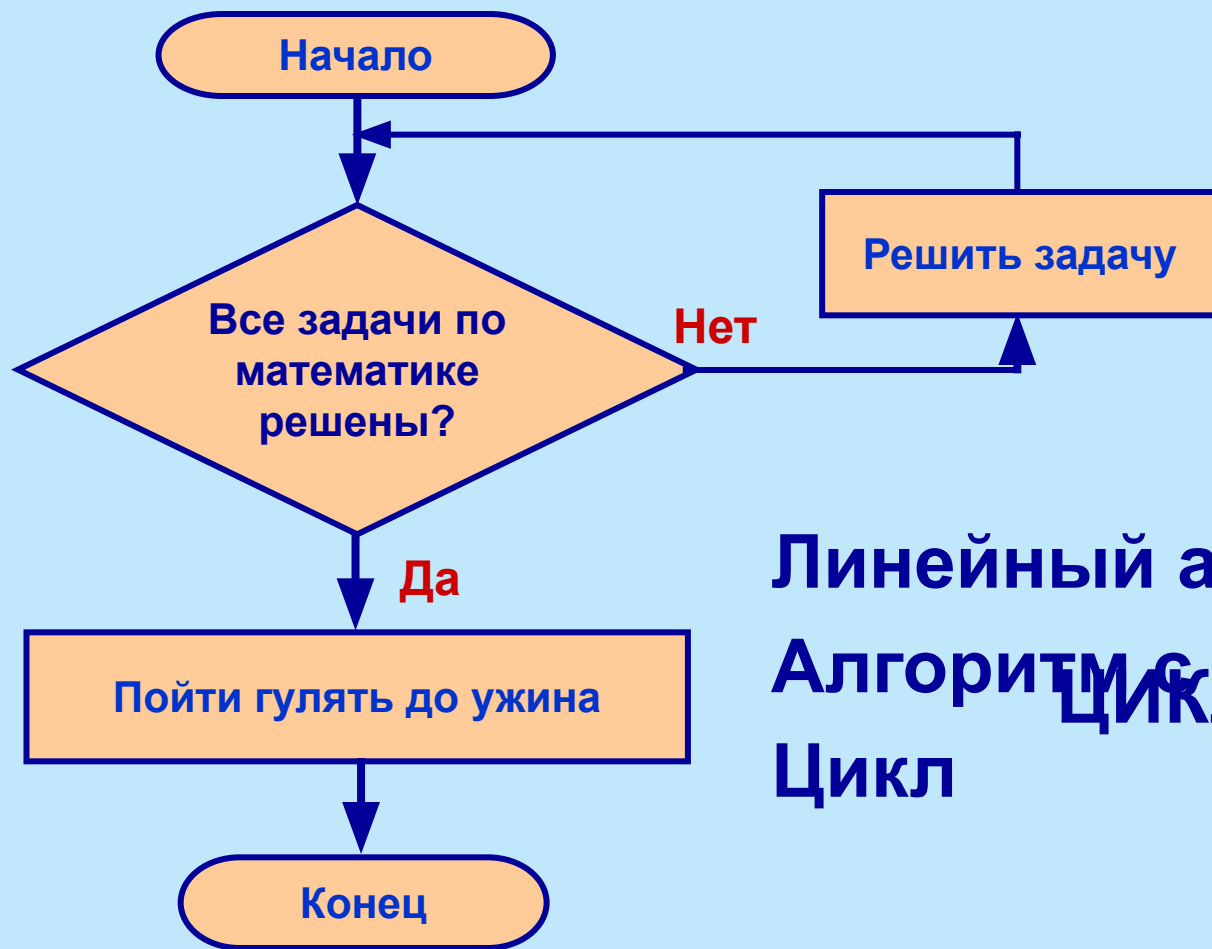 Начало
Решить задачу
Все задачи по
математике
решены?
Нет
Да
Линейный
Алгоритм с
Цикл
Пойти гулять до ужина
Конец